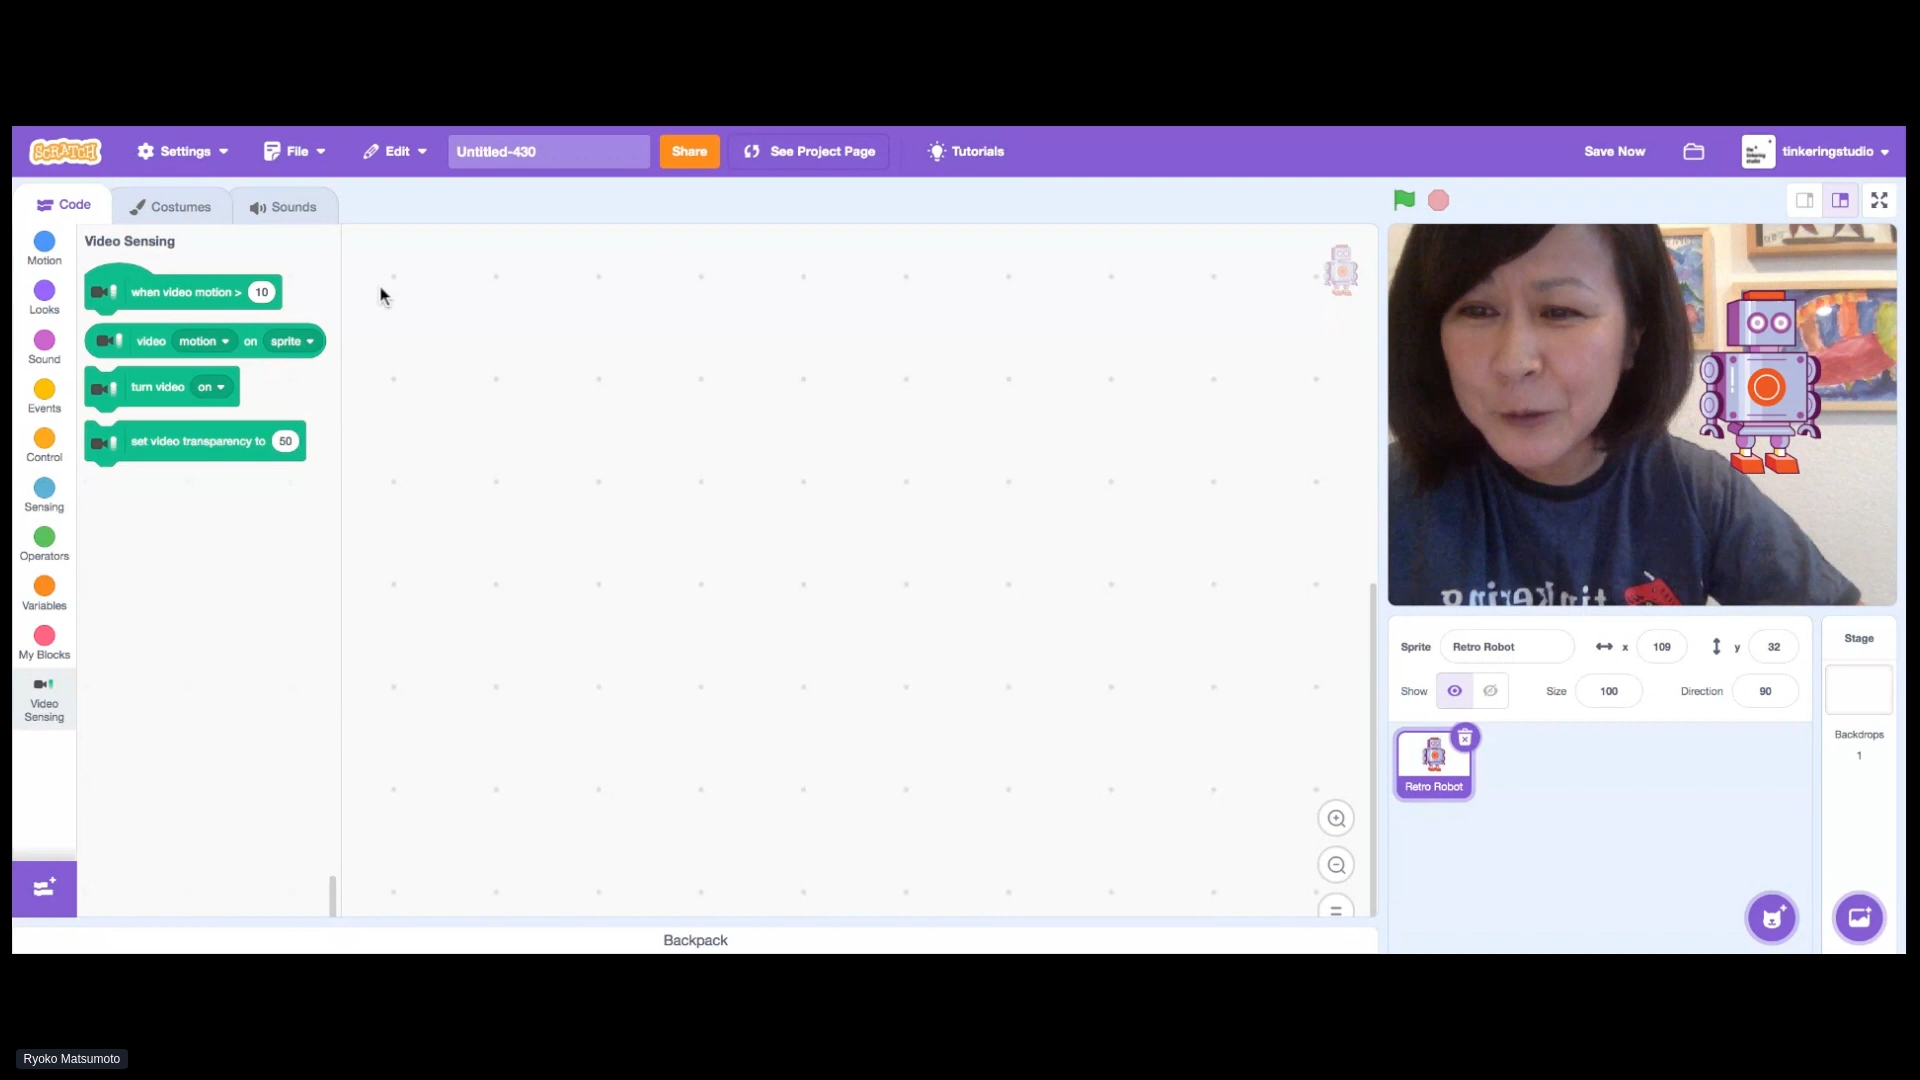 SCRATCH
Settings
File
Edit
Untitled-430
Share
See Project Page
Tutorials
Save Now
tinkeringstudio
Code
Costumes
Sounds
Motion
Looks
Sound
Events
Control
Sensing
Operators
Variables
My Blocks
Video
Sensing
Video Sensing
when video motion > 10
video motion on sprite
turn video on
set video transparency to 50
tinkering
Sprite Retro Robot x 109 y 32
Show Size 100 Direction 90
Retro Robot
Stage
Backdrops
1
Backpack
Ryoko Matsumoto